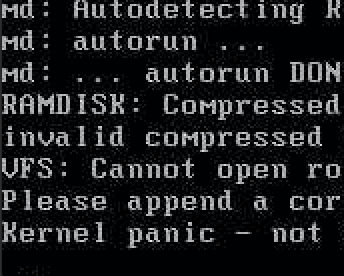 md: Autodetecting R
md: autorun ...
md: ... autorun DON
RAMDISK: Compressed
invalid compressed
VFS: Cannot open ro
Please append a cor
Kernel panic - not